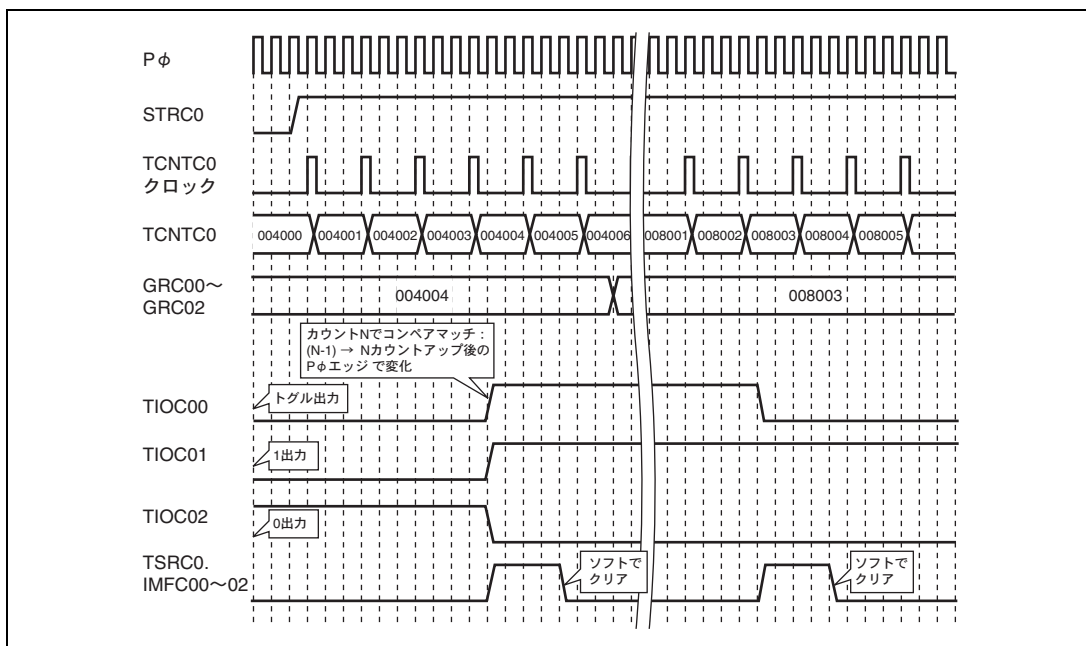 Pφ
STRC0
TCNTC0
クロック
TCNTC0
004000 004001 004002 004003 004004 004005 004006 008001 008002 008003 008004 008005
GRC00～
GRC02
004004
008003
カウントNでコンペアマッチ：
(N-1) → Nカウントアップ後の
Pφエッジ で変化
TIOC00
トグル出力
TIOC01
1出力
TIOC02
0出力
TSRC0.
IMFC00～02
ソフトで
クリア
ソフトで
クリア